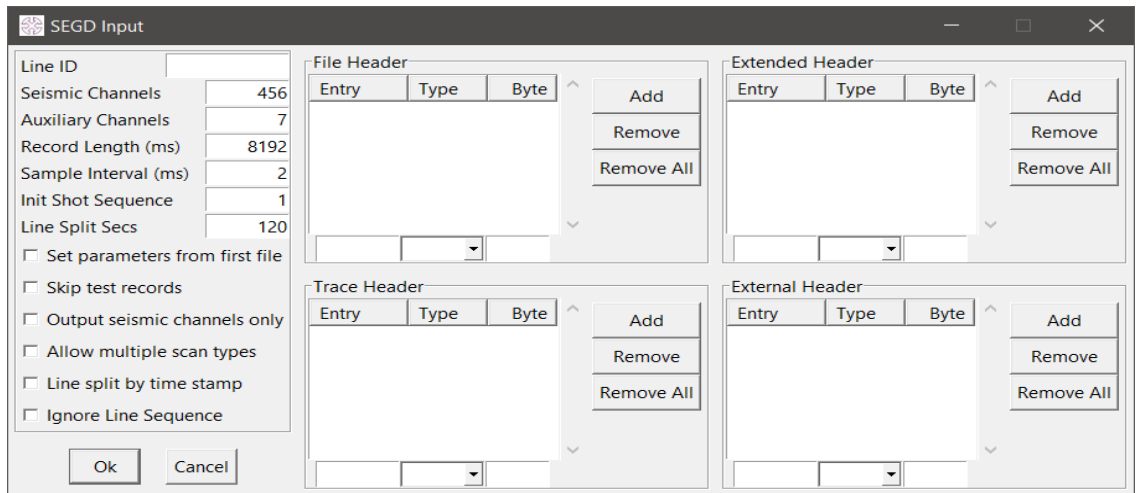 SEGD Input
Line ID
Seismic Channels 456
Auxiliary Channels 7
Record Length (ms) 8192
Sample Interval (ms) 2
Init Shot Sequence 1
Line Split Secs 120
Set parameters from first file
Skip test records
Output seismic channels only
Allow multiple scan types
Line split by time stamp
Ignore Line Sequence
Ok Cancel
File Header
Entry Type Byte
Add
Remove
Remove All
Extended Header
Entry Type Byte
Add
Remove
Remove All
Trace Header
Entry Type Byte
Add
Remove
Remove All
External Header
Entry Type Byte
Add
Remove
Remove All